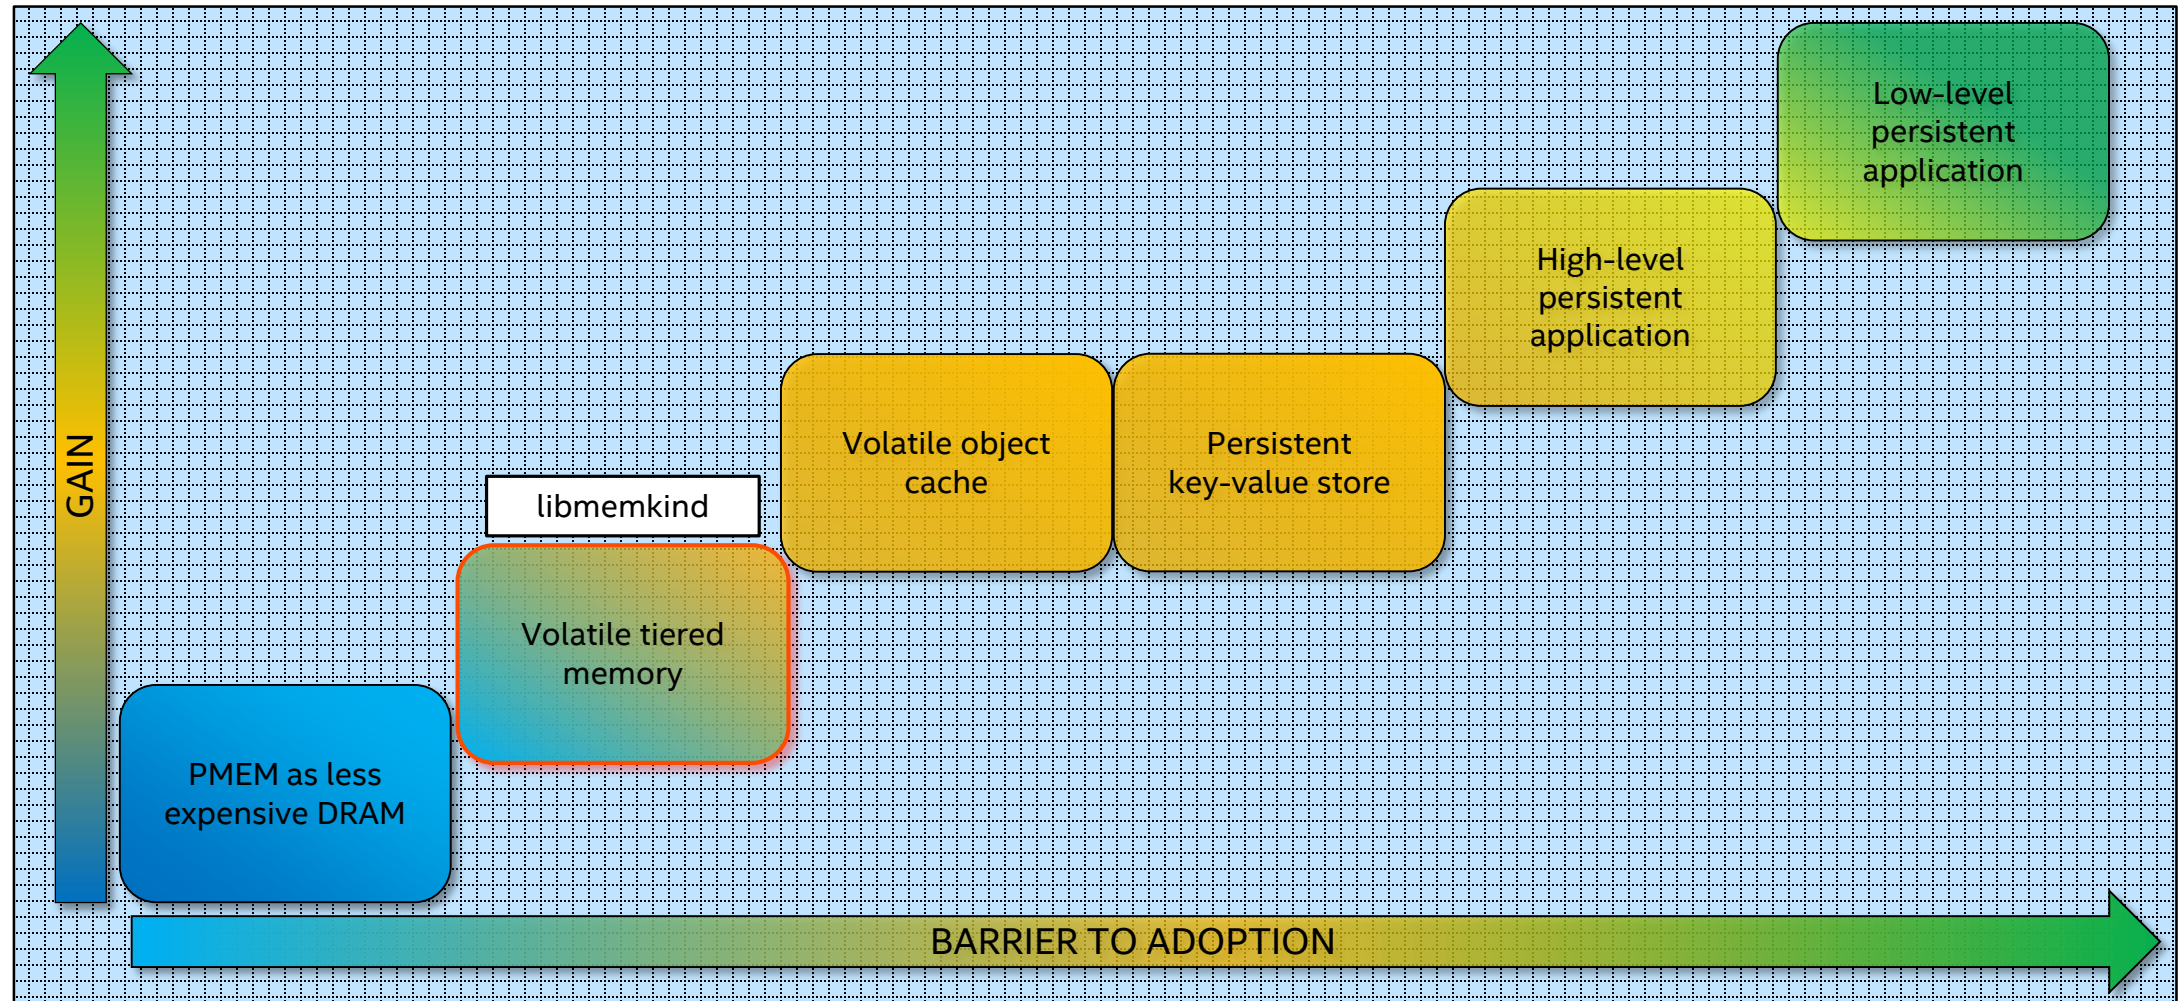 GAIN
Low-level
persistent
application
High-level
persistent
application
Volatile object
cache
Persistent
key-value store
libmemkind
Volatile tiered
memory
PMEM as less
expensive DRAM
BARRIER TO ADOPTION